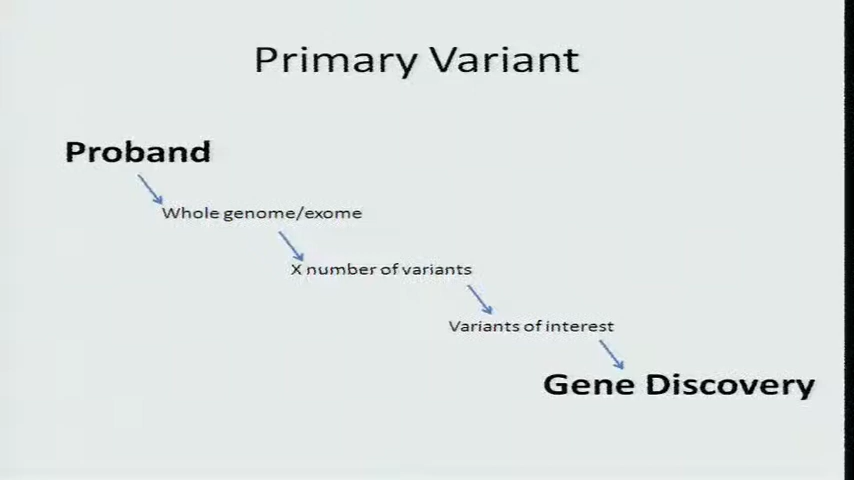 Primary Variant
Proband
Whole genome/exome
X number of variants
Variants of interest
Gene Discovery